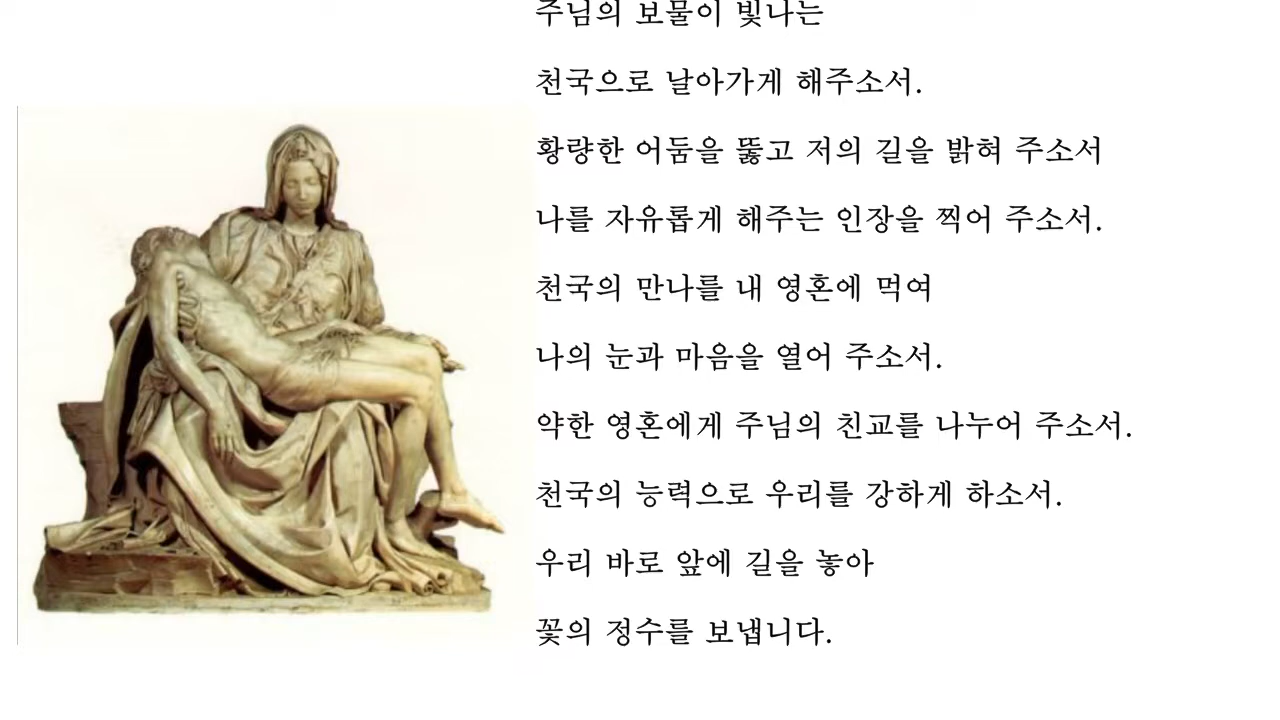 주님의 보물이 빛나는
천국으로 날아가게 해주소서.
황량한 어둠을 뚫고 저의 길을 밝혀 주소서
나를 자유롭게 해주는 인장을 찍어 주소서.
천국의 만나를 내 영혼에 먹여
나의 눈과 마음을 열어 주소서.
약한 영혼에게 주님의 친교를 나누어 주소서.
천국의 능력으로 우리를 강하게 하소서.
우리 바로 앞에 길을 놓아
꽃의 정수를 보냅니다.